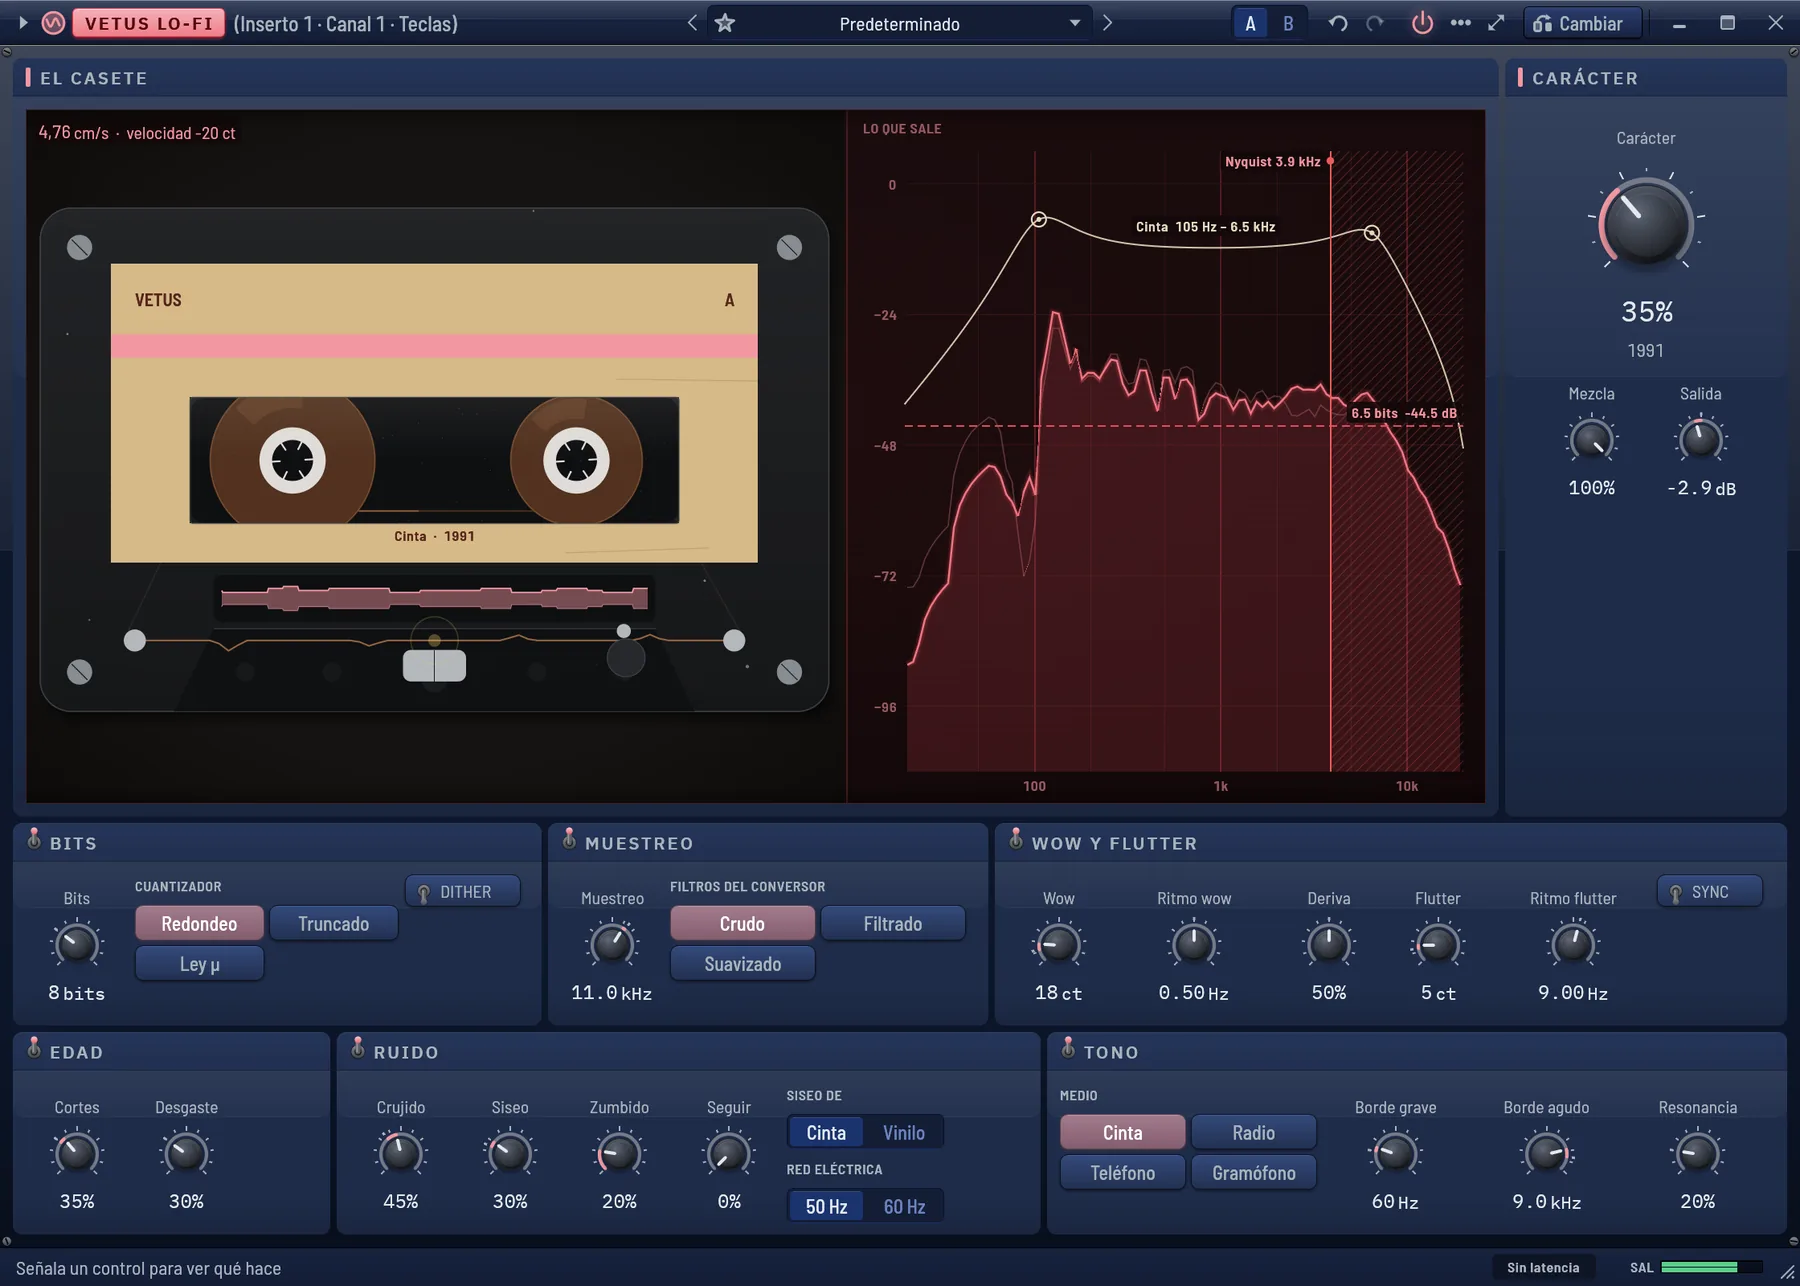 VETUS LO-FI (Inserto 1 · Canal 1 · Teclas) Predeterminado A B Cambiar
EL CASETE
CARÁCTER
4,76 cm/s · velocidad -20 ct
LO QUE SALE
Carácter
35%
1991
Mezcla Salida
100% -2.9 dB
VETUS A
Cinta · 1991
Nyquist 3.9 kHz
Cinta 105 Hz – 6.5 kHz
6.5 bits -44.5 dB
0
−24
−48
−72
−96
100 1k 10k
BITS
Bits
8 bits
CUANTIZADOR
Redondeo Truncado
Ley µ
DITHER
MUESTREO
Muestreo
11.0 kHz
FILTROS DEL CONVERSOR
Crudo Filtrado
Suavizado
WOW Y FLUTTER
Wow Ritmo wow Deriva Flutter Ritmo flutter
18 ct 0.50 Hz 50% 5 ct 9.00 Hz
SYNC
EDAD
Cortes Desgaste
35% 30%
RUIDO
Crujido Siseo Zumbido Seguir
45% 30% 20% 0%
SISEO DE
Cinta Vinilo
RED ELÉCTRICA
50 Hz 60 Hz
TONO
MEDIO
Cinta Radio
Teléfono Gramófono
Borde grave Borde agudo Resonancia
60 Hz 9.0 kHz 20%
Señala un control para ver qué hace
Sin latencia SAL